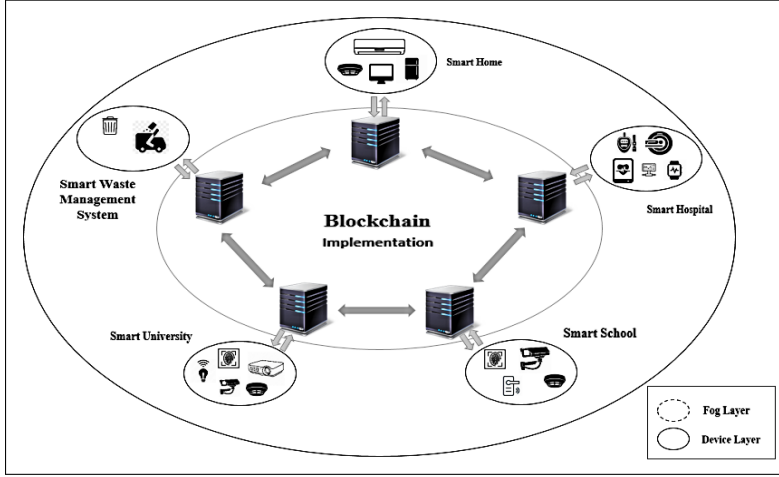 Smart Home
Smart Waste
Management
System
Smart Hospital
Blockchain
Implementation
Smart University
Smart School
Fog Layer
Device Layer